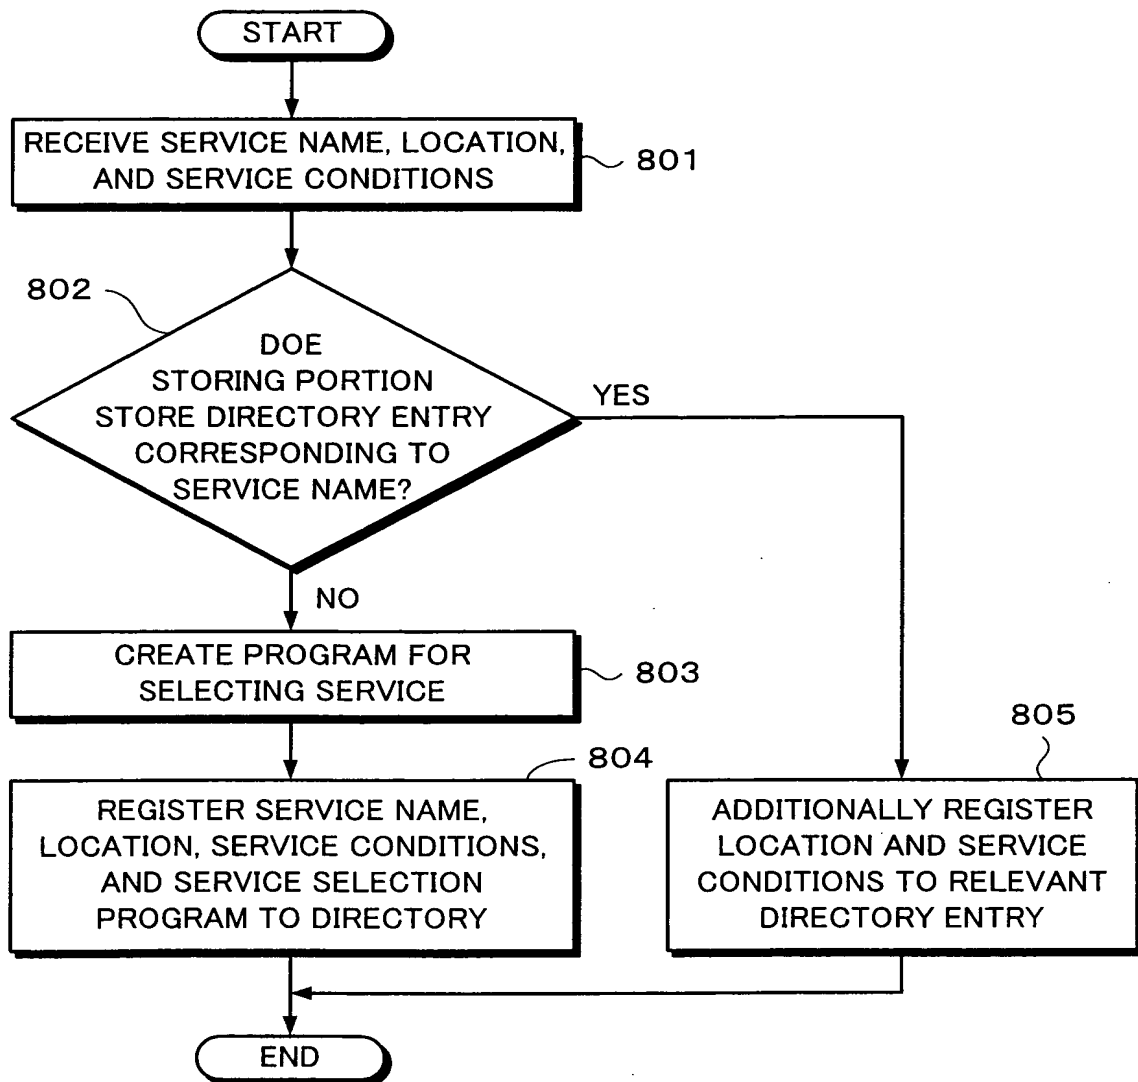 START
RECEIVE SERVICE NAME, LOCATION,
AND SERVICE CONDITIONS
801
802
DOE
STORING PORTION
STORE DIRECTORY ENTRY
CORRESPONDING TO
SERVICE NAME?
YES
NO
CREATE PROGRAM FOR
SELECTING SERVICE
803
804
REGISTER SERVICE NAME,
LOCATION, SERVICE CONDITIONS,
AND SERVICE SELECTION
PROGRAM TO DIRECTORY
805
ADDITIONALLY REGISTER
LOCATION AND SERVICE
CONDITIONS TO RELEVANT
DIRECTORY ENTRY
END